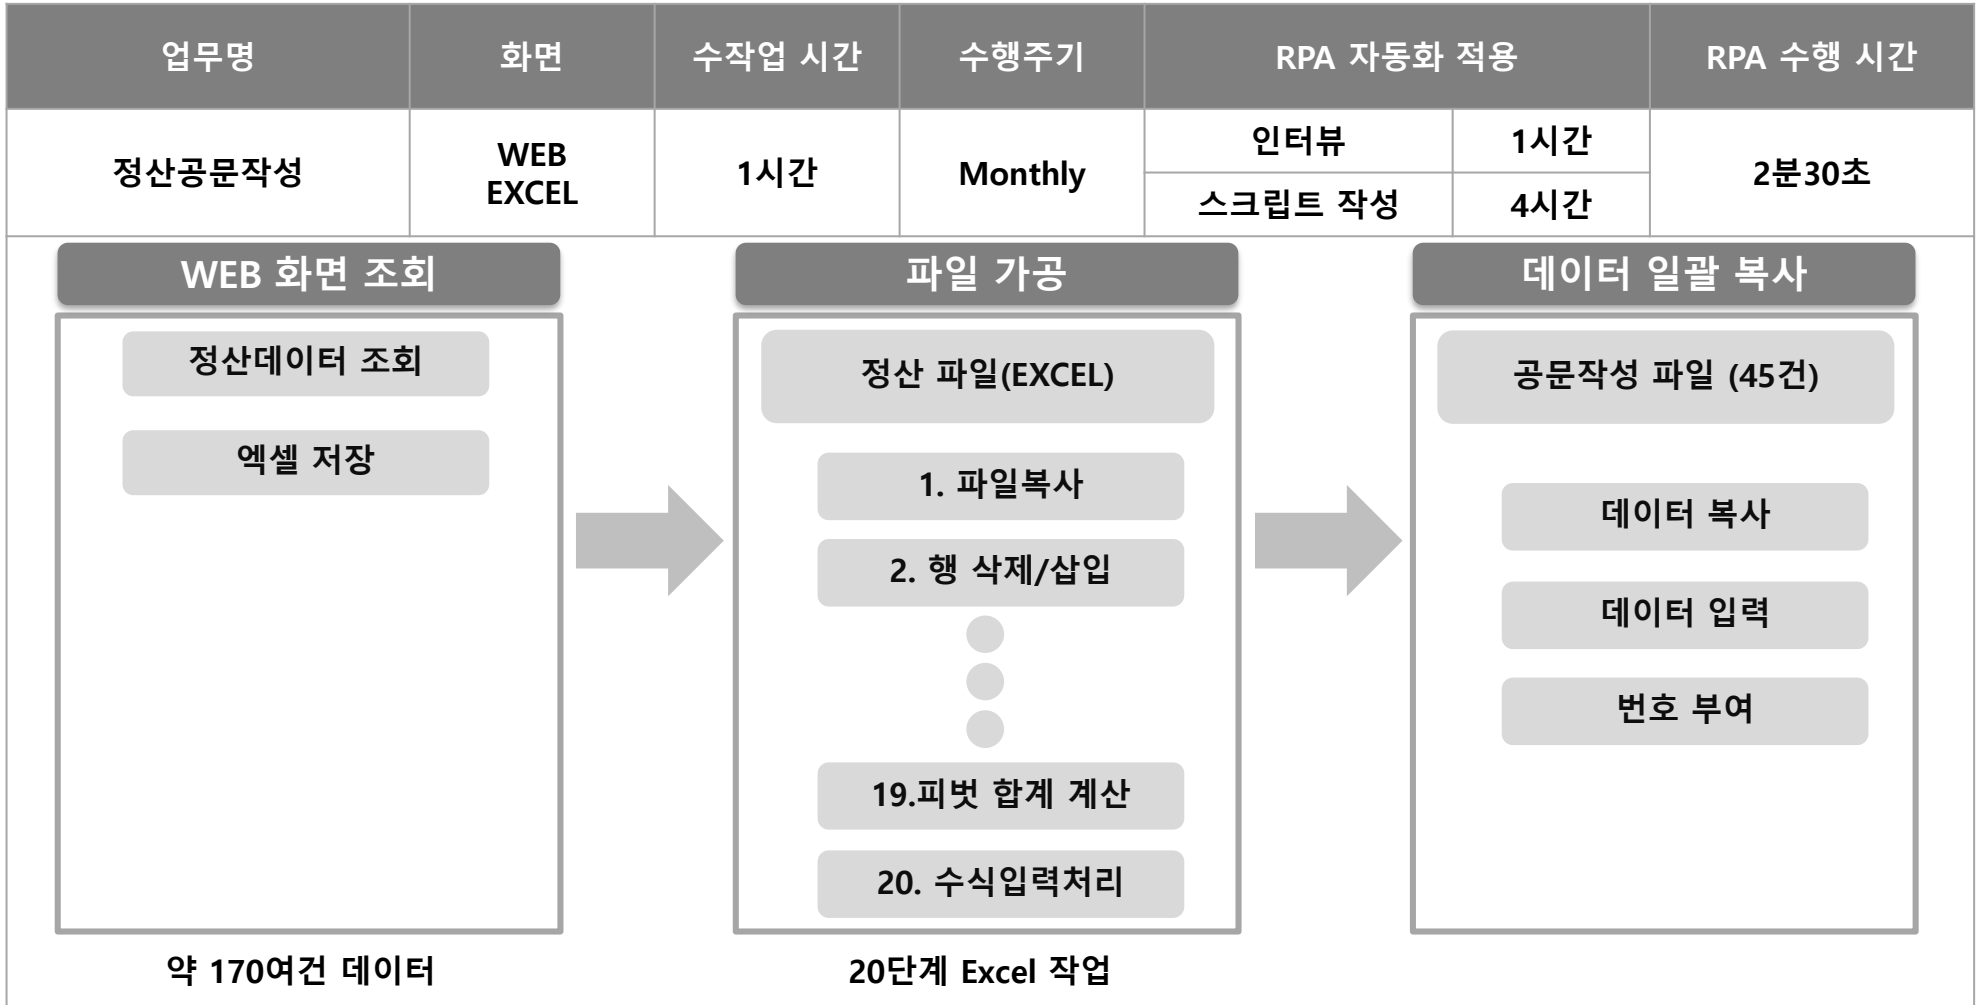 업무명 화면 수작업 시간 수행주기 RPA 자동화 적용 RPA 수행 시간
정산공문작성
WEB
EXCEL
1시간
Monthly
인터뷰 1시간
스크립트 작성 4시간
2분30초
WEB 화면 조회
정산데이터 조회
엑셀 저장
약 170여건 데이터
파일 가공
정산 파일(EXCEL)
1. 파일복사
2. 행 삭제/삽입
19.피벗 합계 계산
20. 수식입력처리
20단계 Excel 작업
데이터 일괄 복사
공문작성 파일 (45건)
데이터 복사
데이터 입력
번호 부여